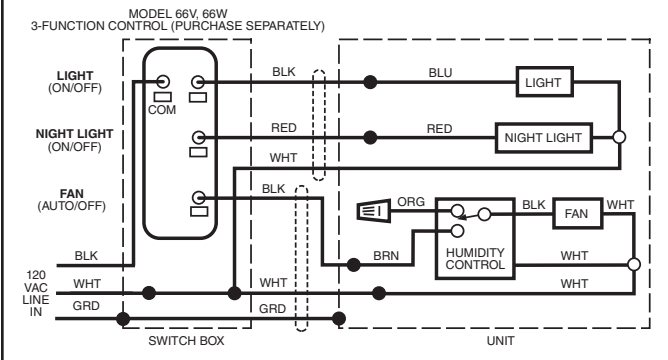 MODEL 66V, 66W
3-FUNCTION CONTROL (PURCHASE SEPARATELY)
LIGHT
(ON/OFF)
COM
BLK
BLU
LIGHT
NIGHT LIGHT
(ON/OFF)
RED
RED
NIGHT LIGHT
WHT
FAN
(AUTO/OFF)
BLK
ORG
BLK
FAN
WHT
BRN
HUMIDITY
CONTROL
WHT
BLK
120
VAC
LINE
IN
WHT
WHT
WHT
GRD
GRD
SWITCH BOX
UNIT